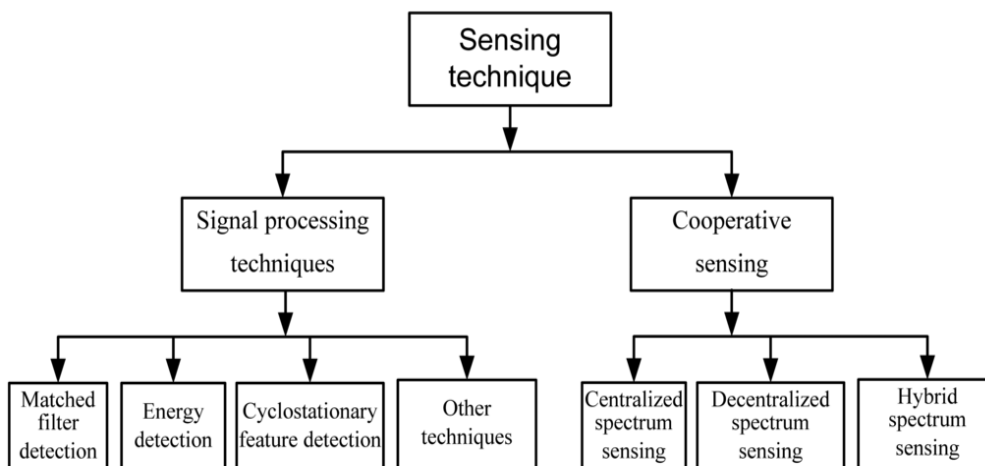 Sensing
technique
Signal processing
techniques
Cooperative
sensing
Matched
filter
detection
Energy
detection
Cyclostationary
feature detection
Other
techniques
Centralized
spectrum
sensing
Decentralized
spectrum
sensing
Hybrid
spectrum
sensing